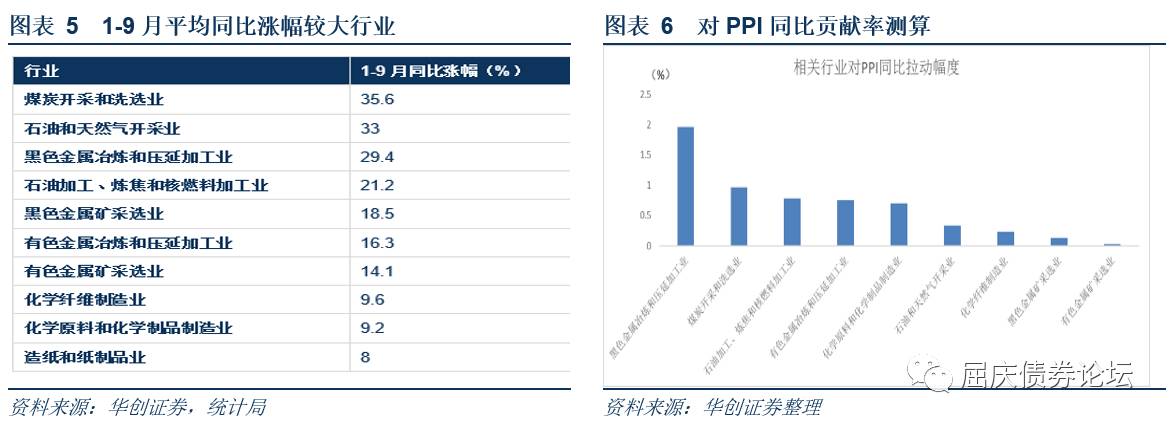 图表 5 1-9 月平均同比涨幅较大行业
行业 1-9 月同比涨幅（%）
煤炭开采和洗选业 35.6
石油和天然气开采业 33
黑色金属冶炼和压延加工业 29.4
石油加工、炼焦和核燃料加工业 21.2
黑色金属矿采选业 18.5
有色金属冶炼和压延加工业 16.3
有色金属矿采选业 14.1
化学纤维制造业 9.6
化学原料和化学制品制造业 9.2
造纸和纸制品业 8
资料来源：华创证券，统计局
图表 6 对 PPI 同比贡献率测算
相关行业对PPI同比拉动幅度
（%）
2.5
2
1.5
1
0.5
0
黑色金属冶炼和压延加工业
煤炭开采和洗选业
石油加工、炼焦和核燃料加工业
有色金属冶炼和压延加工业
化学原料和化学制品制造业
石油和天然气开采业
化学纤维制造业
黑色金属矿采选业
有色金属矿采选业
屈庆债券论坛
资料来源：华创证券整理